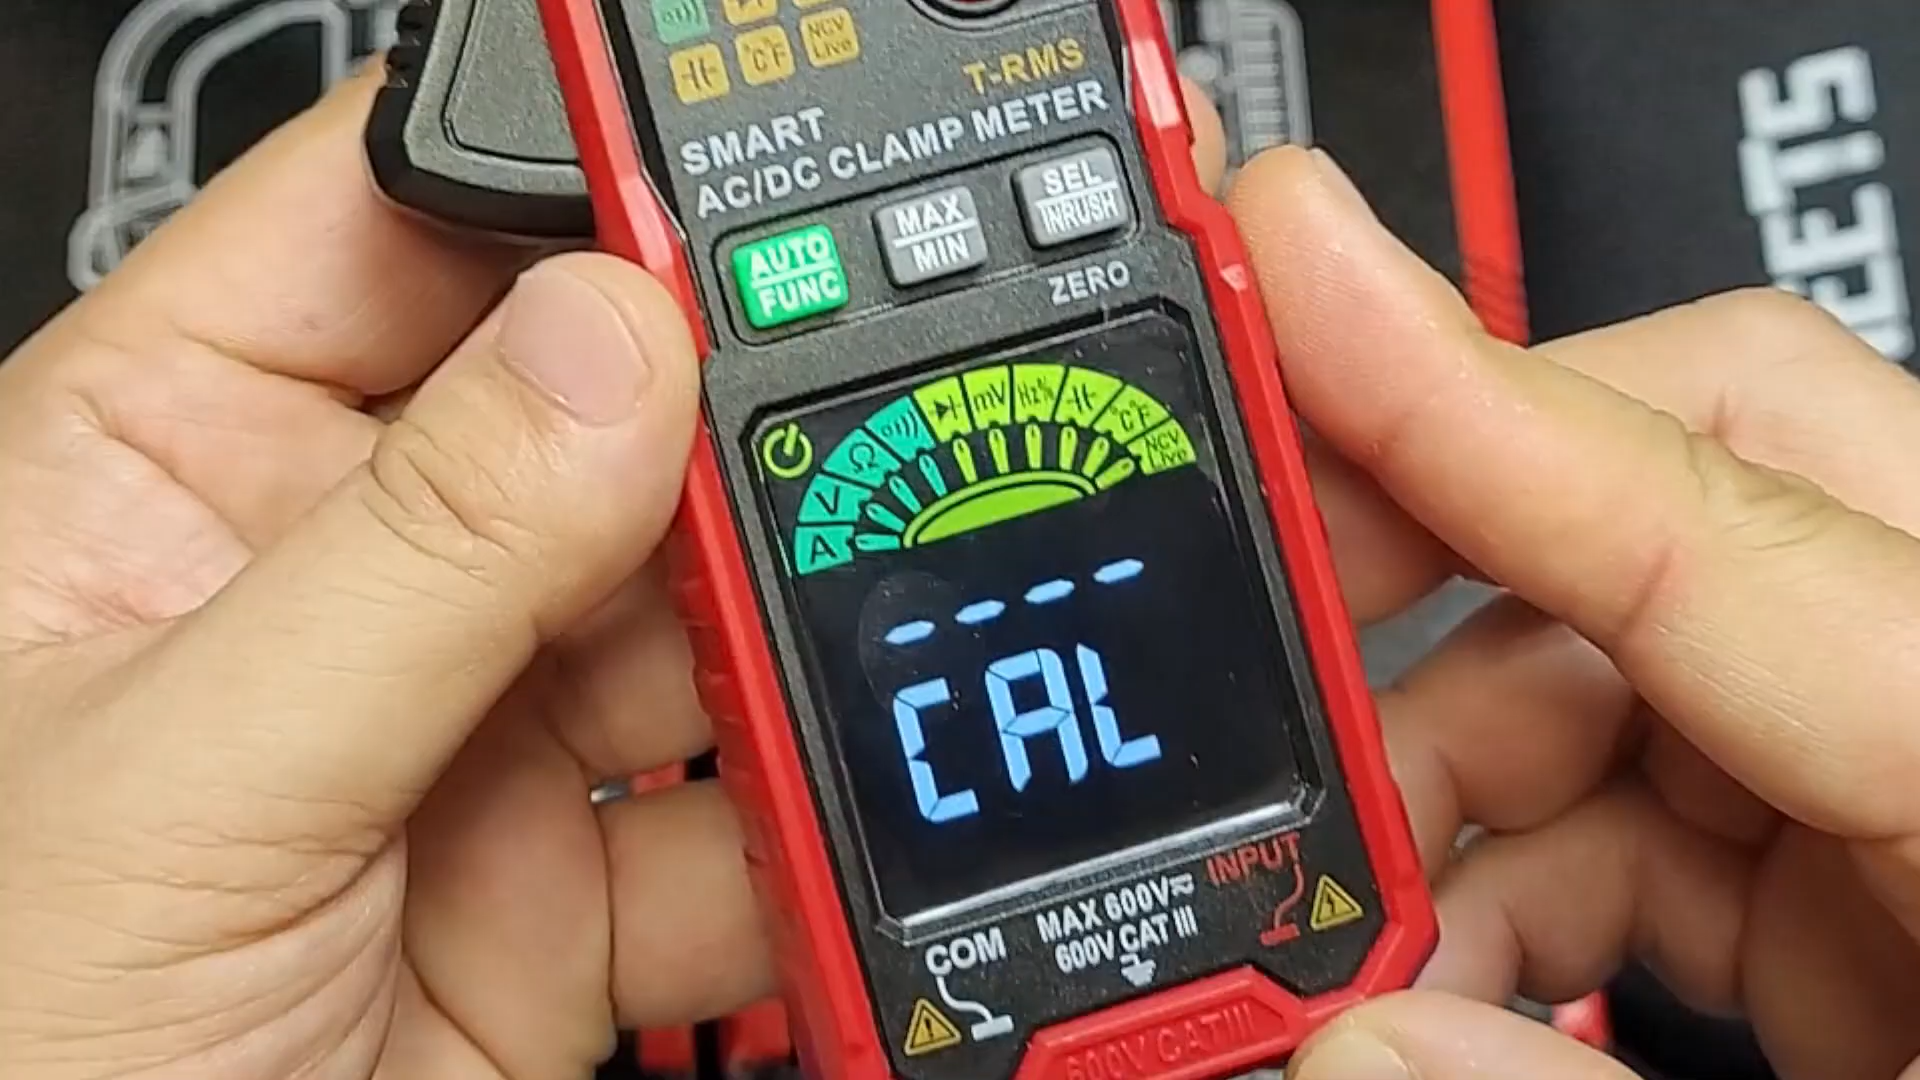 °C°F
NCV
Live
T-RMS
SMART
AC/DC CLAMP METER
AUTO
FUNC
MAX
MIN
SEL
INRUSH
ZERO
A
V
Ω
mV
Hz%
°C°F
NCV
Live
----
CAL
INPUT
MAX 600V
600V CAT III
COM
600V CAT III
EETS